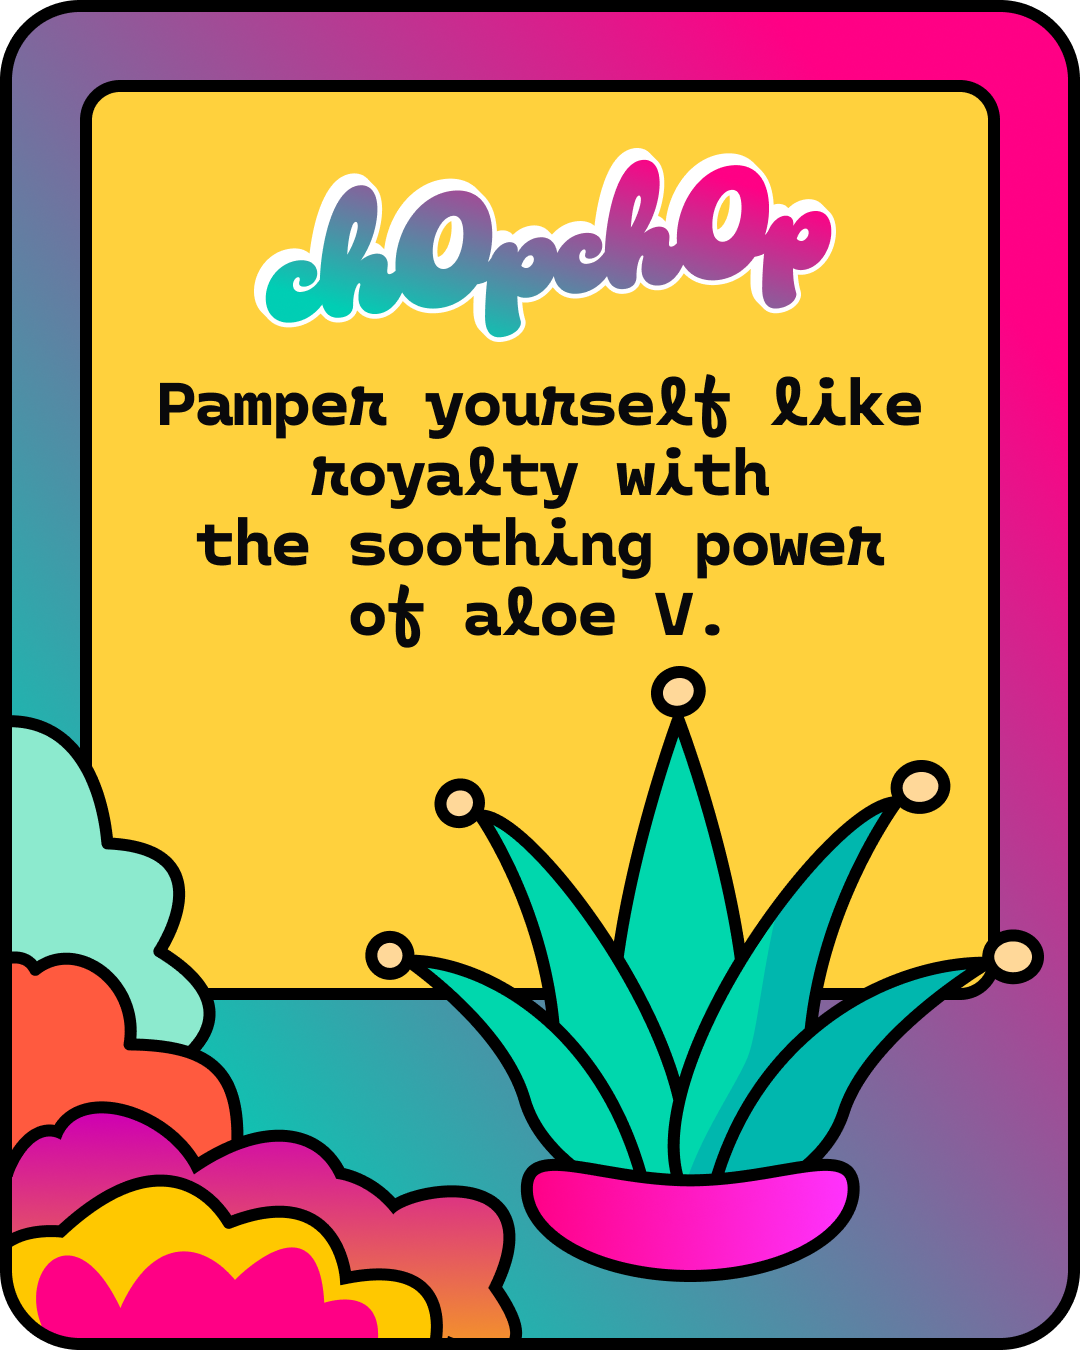 chOpchOp
Pamper yourself like
royalty with
the soothing power
of aloe V.